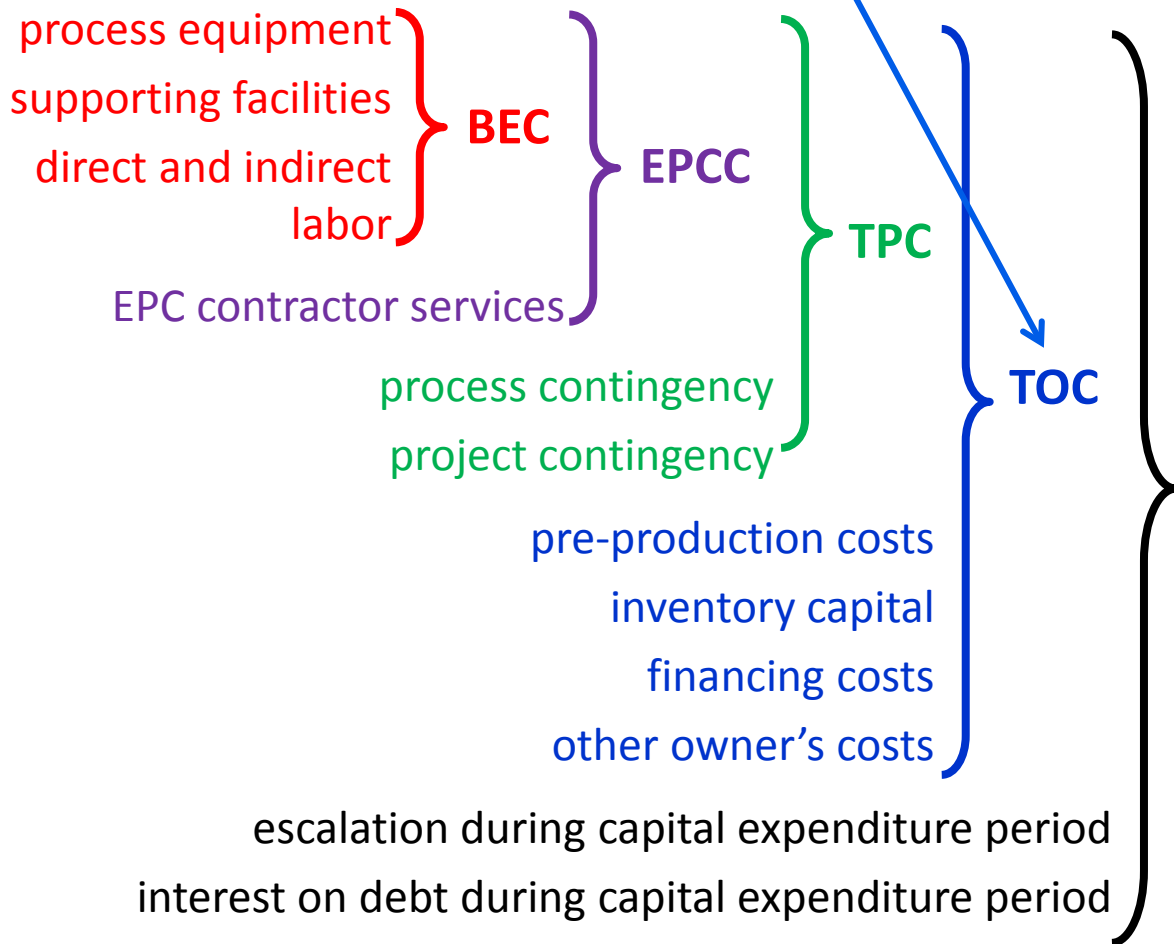 process equipment
supporting facilities
BEC
direct and indirect
labor
EPCC
TPC
EPC contractor services
process contingency
TOC
project contingency
pre-production costs
inventory capital
financing costs
other owner’s costs
escalation during capital expenditure period
interest on debt during capital expenditure period